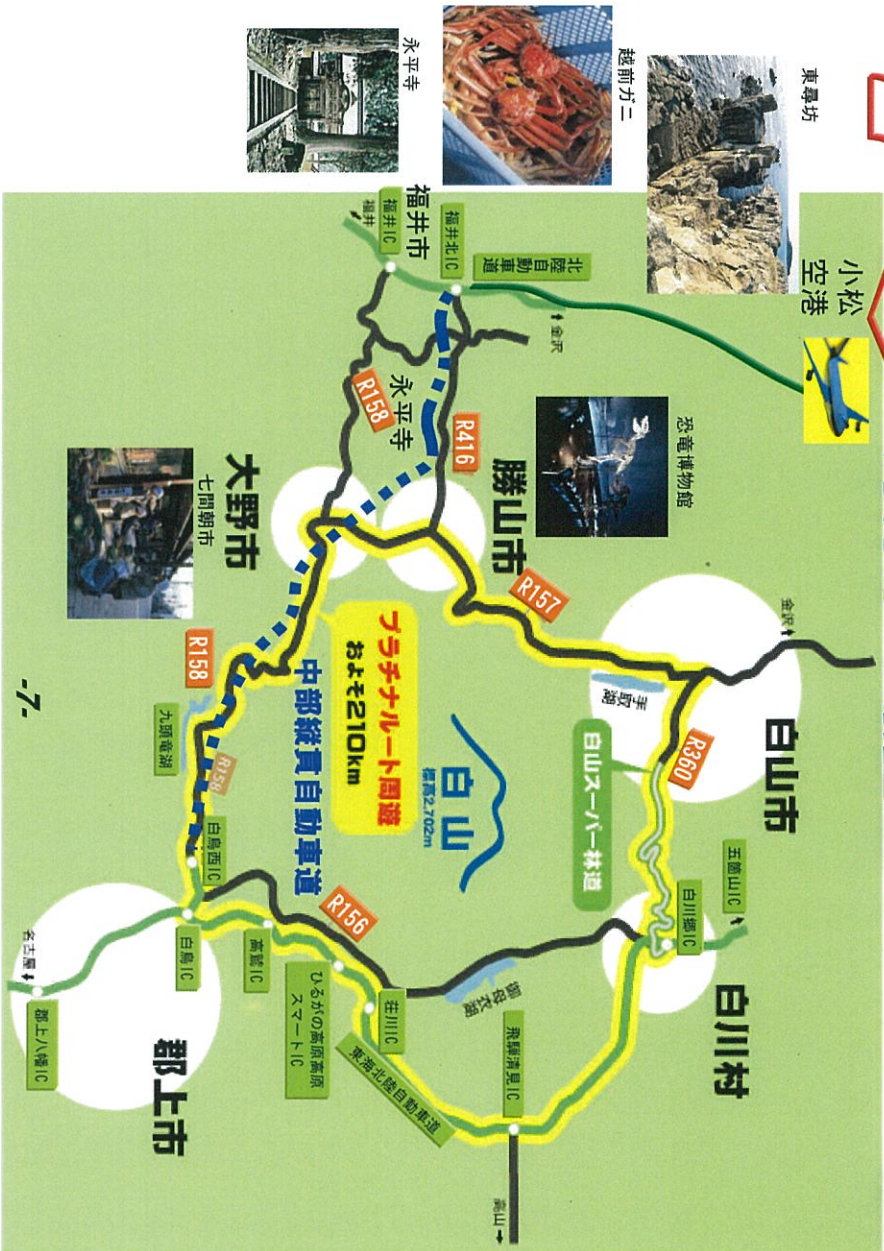 東尋坊
小松
空港
越前ガニ
永平寺
北陸自動
車道
↑金沢
福井北IC
福井市
福井IC
福井
永平寺
R158
R416
恐竜博物館
勝山市
大野市
七間朝市
R157
金沢
白山市
手取湖
R360
白山スーパー林道
五箇山IC
白川郷IC
白川村
白山
標高2,702m
プラチナルート周遊
およそ210km
中部縦貫自動車道
R158
九頭竜湖
R158
白鳥西IC
R156
御母衣湖
飛騨清見IC
高山
荘川IC
東海北陸自動車道
ひるがの高原高原
スマートIC
高鷲IC
白鳥IC
郡上市
名古屋
郡上八幡IC
-7-